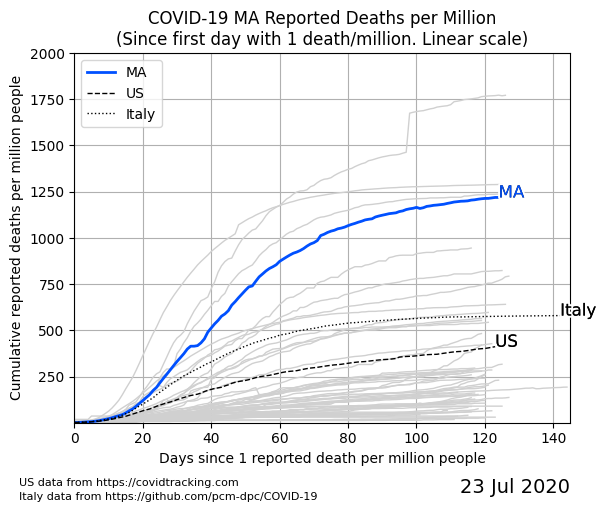 COVID-19 MA Reported Deaths per Million
(Since first day with 1 death/million. Linear scale)
Cumulative reported deaths per million people
2000
1750
1500
1250
1000
750
500
250
MA
US
Italy
MA
Italy
US
0 20 40 60 80 100 120 140
Days since 1 reported death per million people
US data from https://covidtracking.com
Italy data from https://github.com/pcm-dpc/COVID-19
23 Jul 2020